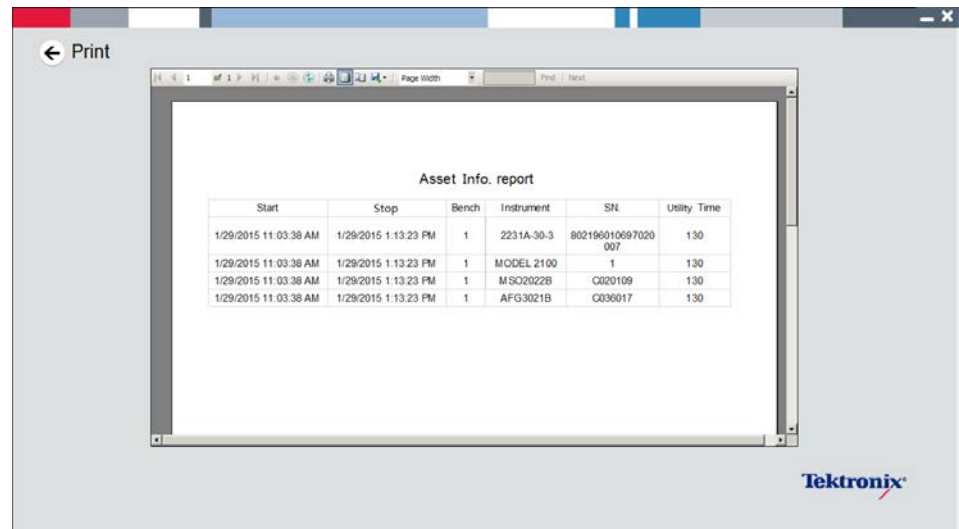 Print
1 of 1 Page Width Find | Next
Asset Info. report
Start Stop Bench Instrument SN. Utility Time
1/29/2015 11:03:38 AM 1/29/2015 1:13:23 PM 1 2231A-30-3 802196010697020 130
007
1/29/2015 11:03:38 AM 1/29/2015 1:13:23 PM 1 MODEL 2100 1 130
1/29/2015 11:03:38 AM 1/29/2015 1:13:23 PM 1 MSO2022B C020109 130
1/29/2015 11:03:38 AM 1/29/2015 1:13:23 PM 1 AFG3021B C036017 130
Tektronix